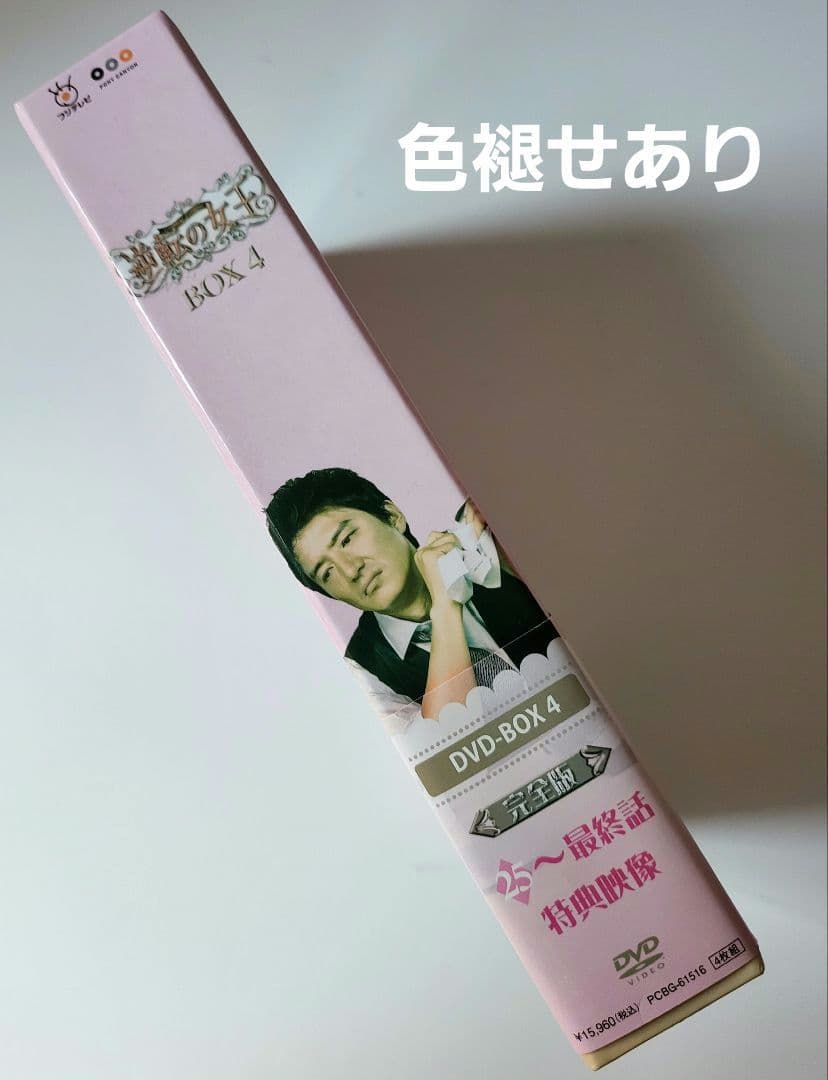 フジテレビ
PONY CANYON
色褪せあり
逆転の女王
BOX 4
DVD-BOX 4
完全版
25〜最終話
特典映像
DVD
VIDEO
¥15,960(税込) PCBG-61516 4枚組